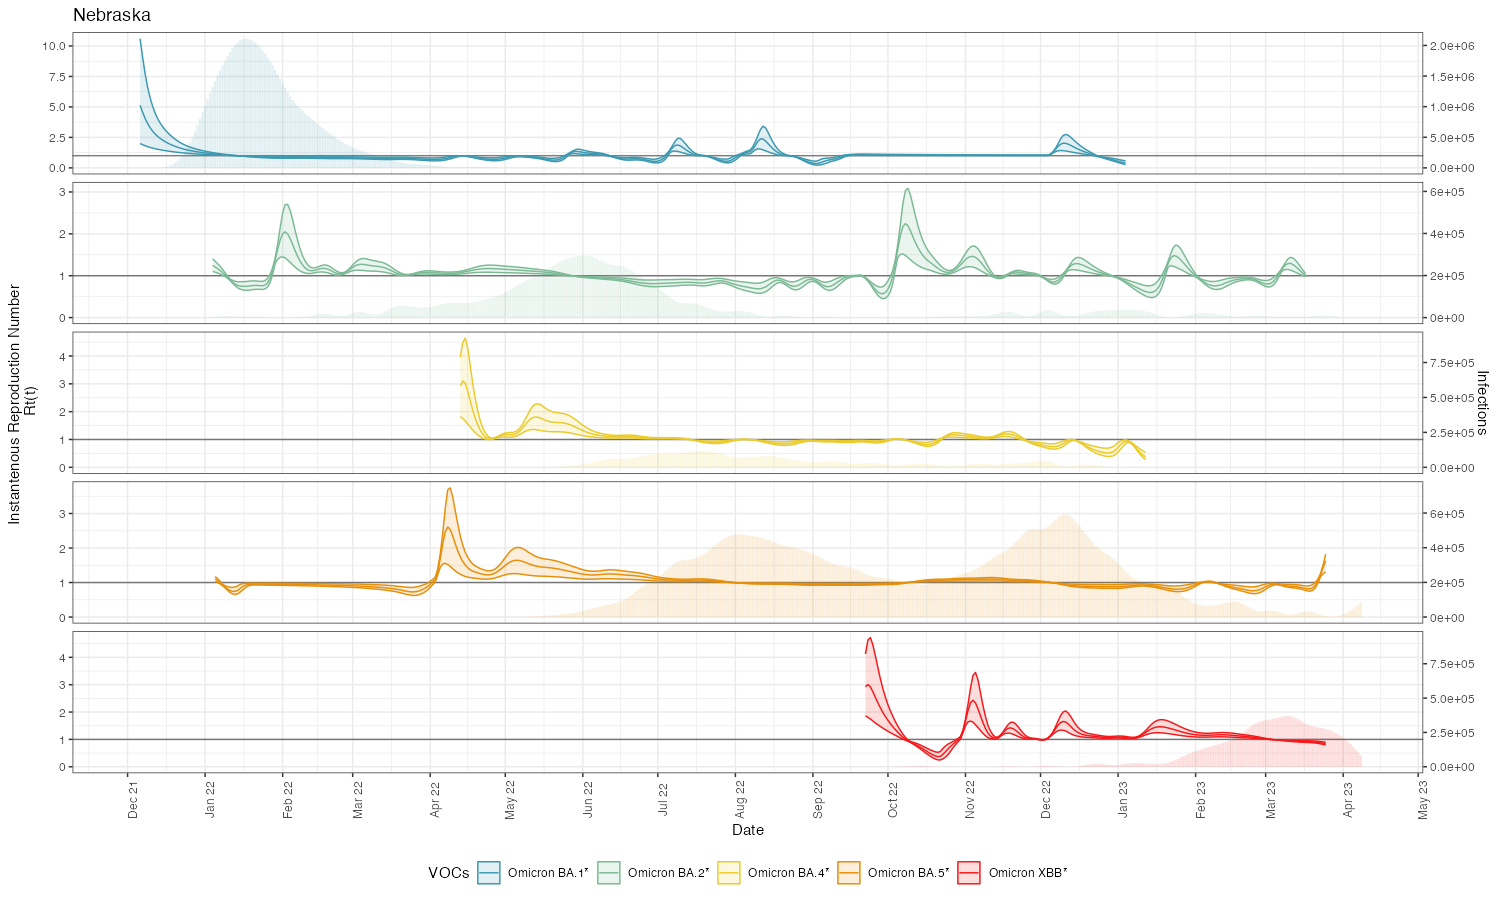 Nebraska
10.0
7.5
5.0
2.5
0.0
2.0e+06
1.5e+06
1.0e+06
5.0e+05
0.0e+00
3
2
1
0
6e+05
4e+05
2e+05
0e+00
4
3
2
1
0
7.5e+05
5.0e+05
2.5e+05
0.0e+00
3
2
1
0
6e+05
4e+05
2e+05
0e+00
4
3
2
1
0
7.5e+05
5.0e+05
2.5e+05
0.0e+00
Instantenous Reproduction Number
Rt(t)
Infections
Dec 21
Jan 22
Feb 22
Mar 22
Apr 22
May 22
Jun 22
Jul 22
Aug 22
Sep 22
Oct 22
Nov 22
Dec 22
Jan 23
Feb 23
Mar 23
Apr 23
May 23
Date
VOCs
Omicron BA.1*
Omicron BA.2*
Omicron BA.4*
Omicron BA.5*
Omicron XBB*